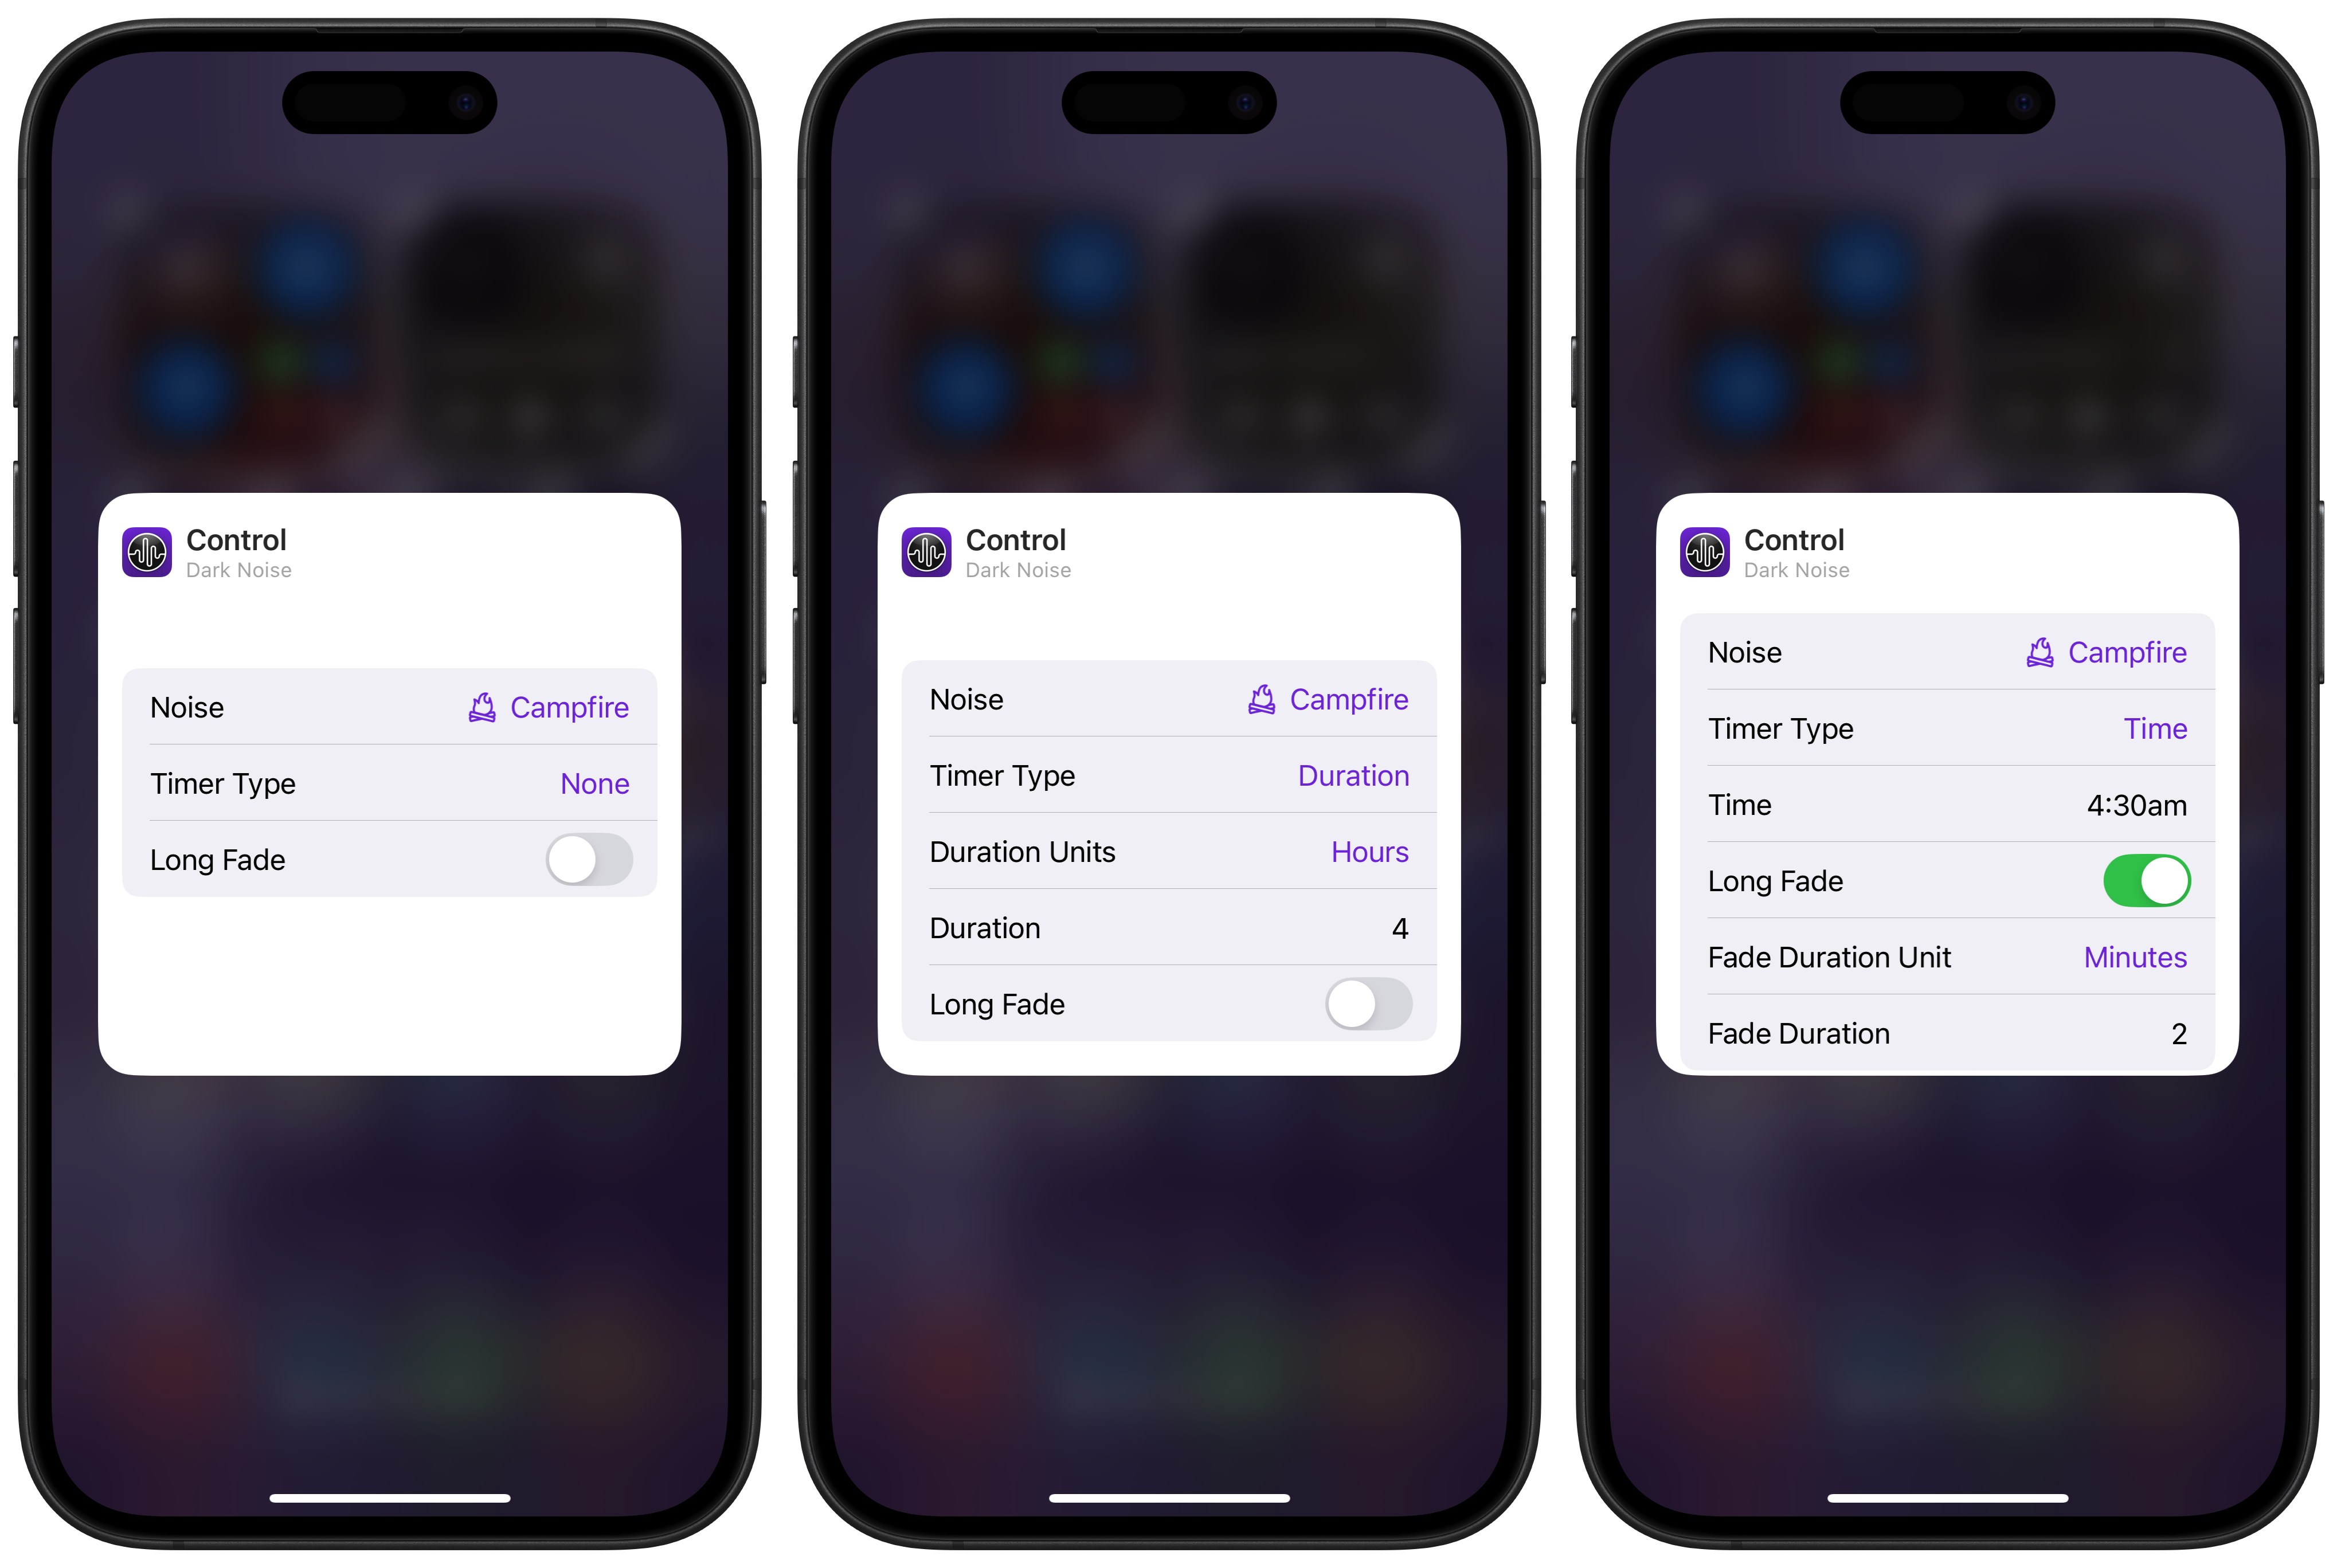 Control
Dark Noise
Noise Campfire
Timer Type None
Long Fade
Control
Dark Noise
Noise Campfire
Timer Type Duration
Duration Units Hours
Duration 4
Long Fade
Control
Dark Noise
Noise Campfire
Timer Type Time
Time 4:30am
Long Fade
Fade Duration Unit Minutes
Fade Duration 2